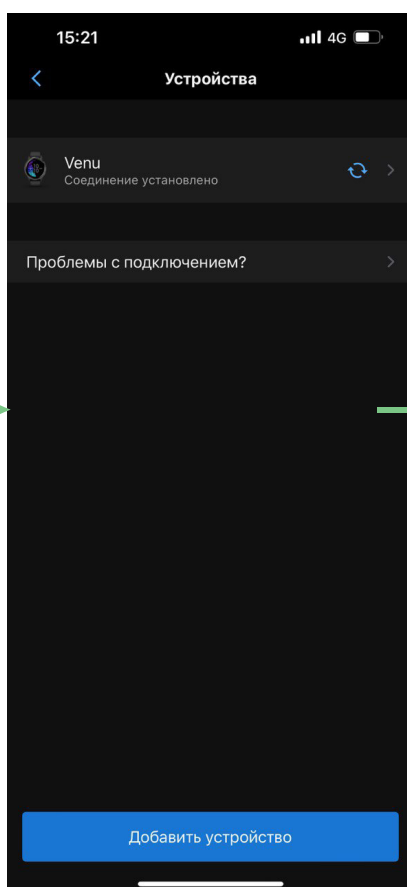 15:21 4G
Устройства
Venu
Соединение установлено
Проблемы с подключением?
Добавить устройство